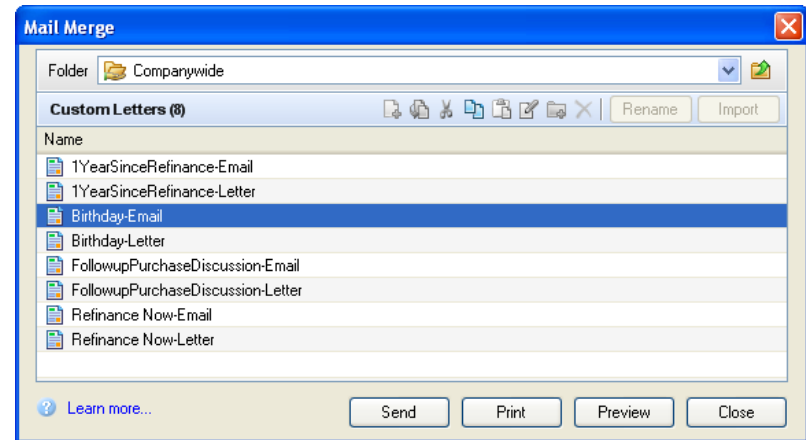 Mail Merge
Folder Companywide
Custom Letters (8) Rename Import
Name
1YearSinceRefinance-Email
1YearSinceRefinance-Letter
Birthday-Email
Birthday-Letter
FollowupPurchaseDiscussion-Email
FollowupPurchaseDiscussion-Letter
Refinance Now-Email
Refinance Now-Letter
Learn more... Send Print Preview Close